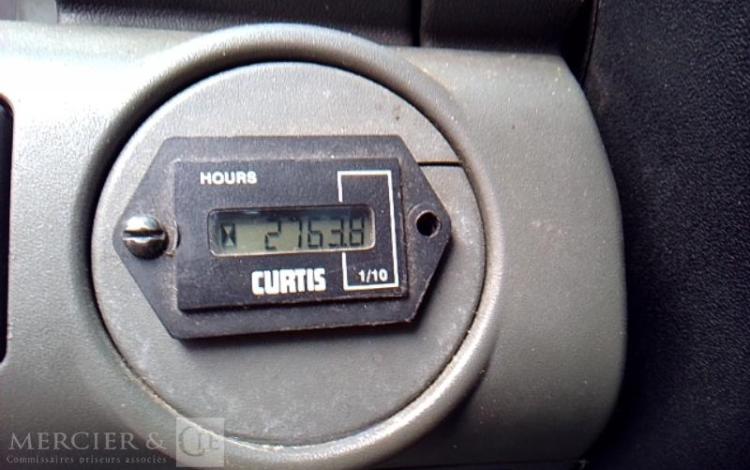 HOURS
2763.8
CURTIS
1/10
MERCIER & CIE
Commissaires priseurs associés